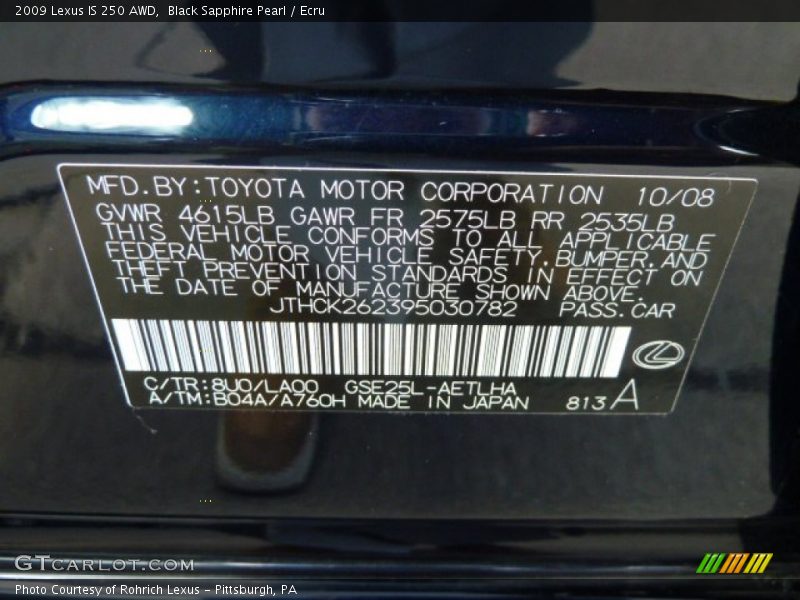 2009 Lexus IS 250 AWD,  Black Sapphire Pearl / Ecru
MFD.BY:TOYOTA MOTOR CORPORATION 10/08
GVWR 4615LB GAWR FR 2575LB RR 2535LB
THIS VEHICLE CONFORMS TO ALL APPLICABLE
FEDERAL MOTOR VEHICLE SAFETY,BUMPER,AND
THEFT PREVENTION STANDARDS IN EFFECT ON
THE DATE OF MANUFACTURE SHOWN ABOVE.
JTHCK262395030782 PASS.CAR
C/TR:8U0/LA00 GSE25L-AETLHA
A/TM:B04A/A760H MADE IN JAPAN 813A
GTCARLOT.COM
Photo Courtesy of Rohrich Lexus - Pittsburgh, PA